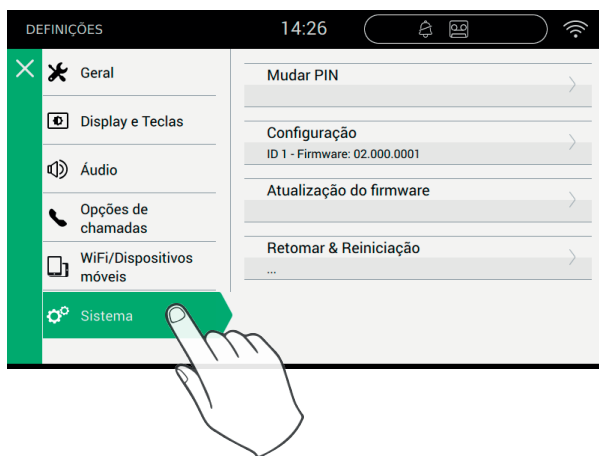 DEFINIÇÕES
14:26
Geral
Display e Teclas
Áudio
Opções de
chamadas
WiFi/Dispositivos
móveis
Sistema
Mudar PIN
Configuração
ID 1 - Firmware: 02.000.0001
Atualização do firmware
Retomar & Reiniciação
...